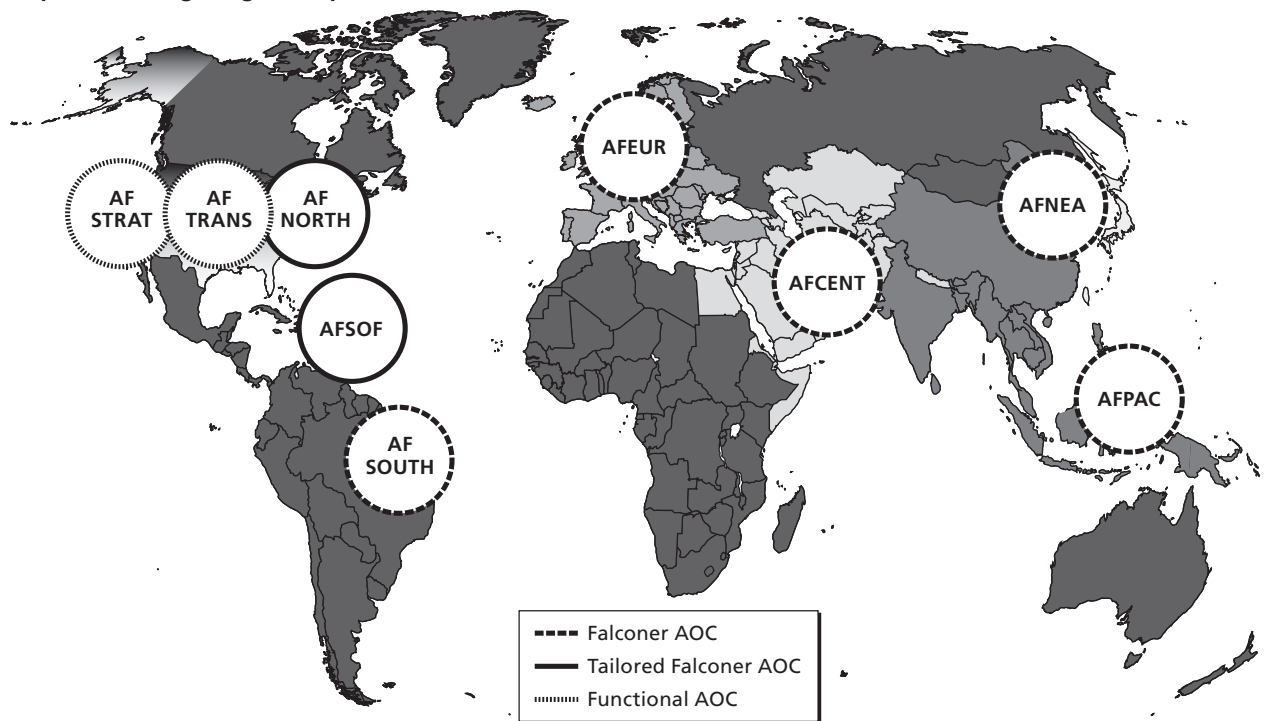 AF
STRAT
AF
TRANS
AF
NORTH
AFSOF
AF
SOUTH
AFEUR
AFCENT
AFNEA
AFPAC
Falconer AOC
Tailored Falconer AOC
Functional AOC